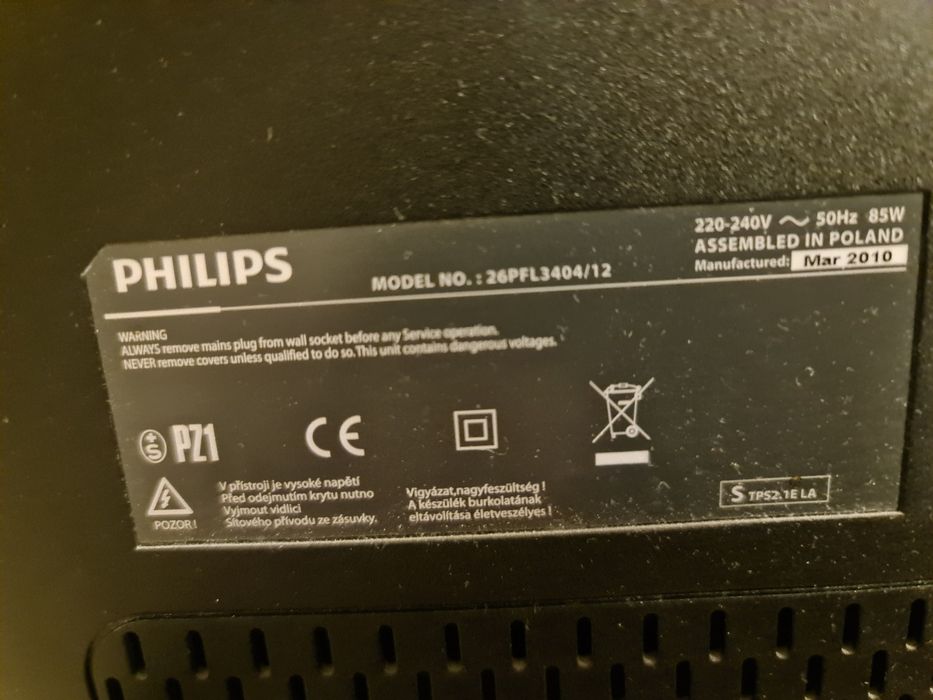 PHILIPS
MODEL NO. : 26PFL3404/12
220-240V ~ 50Hz 85W
ASSEMBLED IN POLAND
Manufactured: Mar 2010
WARNING
ALWAYS remove mains plug from wall socket before any Service operation.
NEVER remove covers unless qualified to do so. This unit contains dangerous voltages.
+S PZ1
CE
POZOR !
V přístroji je vysoké napětí
Před odejmutím krytu nutno
Vyjmout vidlici
Síťového přívodu ze zásuvky.
Vigyázat,nagyfeszültség !
A készülék burkolatának
eltávolítása életveszélyes !
S TPS2.1E LA